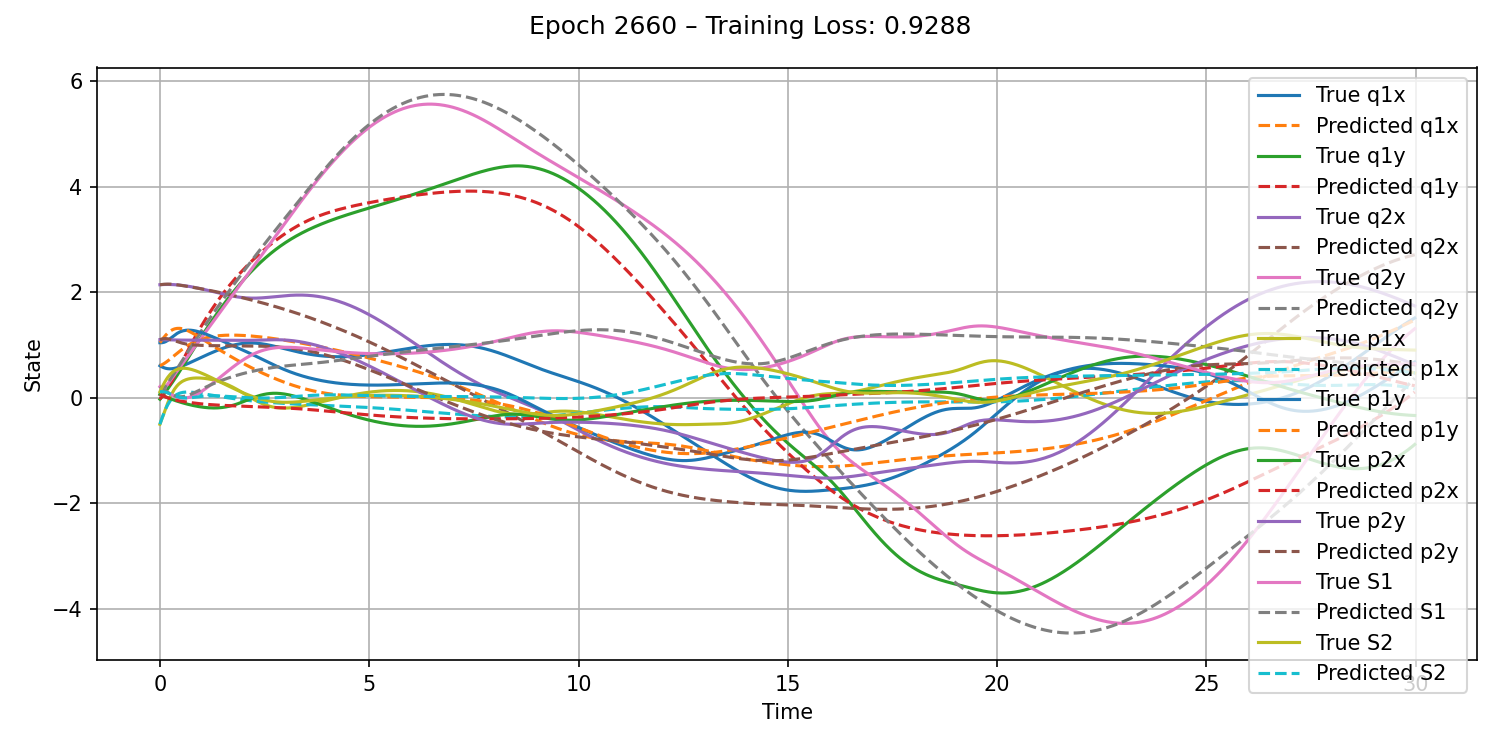 Epoch 2660 – Training Loss: 0.9288
6
4
2
0
−2
−4
State
0
5
10
15
20
25
30
Time
True q1x
Predicted q1x
True q1y
Predicted q1y
True q2x
Predicted q2x
True q2y
Predicted q2y
True p1x
Predicted p1x
True p1y
Predicted p1y
True p2x
Predicted p2x
True p2y
Predicted p2y
True S1
Predicted S1
True S2
Predicted S2